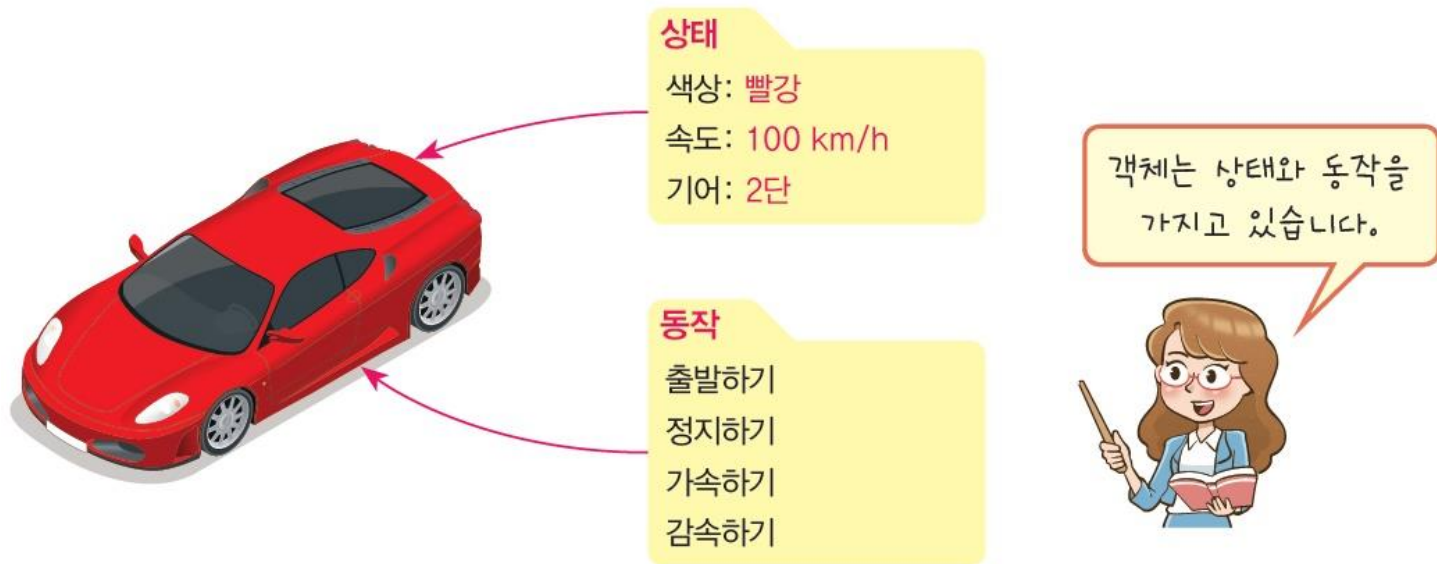 상태
색상: 빨강
속도: 100 km/h
기어: 2단
객체는 상태와 동작을
가지고 있습니다.
동작
출발하기
정지하기
가속하기
감속하기